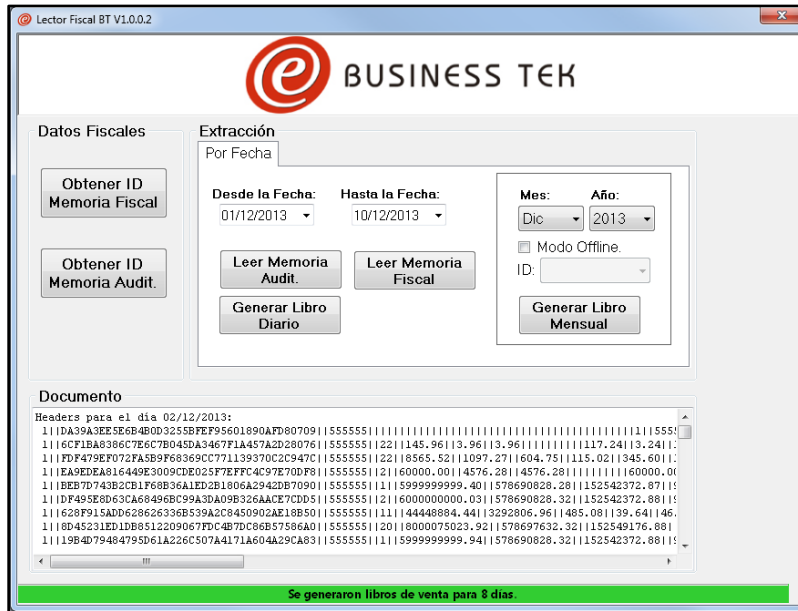 Lector Fiscal BT V1.0.0.2
e BUSINESS TEK
Datos Fiscales
Extracción
Por Fecha
Obtener ID
Memoria Fiscal
Obtener ID
Memoria Audit.
Desde la Fecha:
Hasta la Fecha:
01/12/2013
10/12/2013
Leer Memoria
Audit.
Leer Memoria
Fiscal
Generar Libro
Diario
Mes:
Año:
Dic
2013
Modo Offline.
ID:
Generar Libro
Mensual
Documento
Headers para el día 02/12/2013:
1||DA39A3EE5E6B4B0D3255BFEF95601890AFD80709||555555||||||||||||||||||||||||||||||||||||||1||555
1||6CF1BA8386C7E6C7B045DA3467F1A457A2D28076||555555||22||145.96||3.96||3.96||||||||||117.24||3.24||
1||FDF479EF072FA5B9F68369CC771139370C2C947C||555555||22||8565.52||1097.27||604.75||115.02||345.60||
1||EA9EDEA816449E3009CDE025F7EFFC4C97E70DF8||555555||2||60000.00||4576.28||4576.28||||||||||60000.0
1||BEB7D743B2CB1F68B36A1ED2B1806A2942DB7090||555555||1||5999999999.40||578690828.28||152542372.87||
1||DF495E8D63CA68496BC99A3DA09B326AACE7CDD5||555555||2||6000000000.03||578690828.28||152542372.88||
1||628F915ADD628626336B539A2C8450902AE18B50||555555||11||44448884.44||3292806.96||485.08||39.64||46.
1||8D45231ED1DB8512209067FDC4B7DC86B57586A0||555555||20||8000075023.92||578697632.32||152549176.88||
1||19B4D79484795D61A226C507A4171A604A29CA83||555555||1||5999999999.94||578690828.32||152542372.88||
Se generaron libros de venta para 8 días.